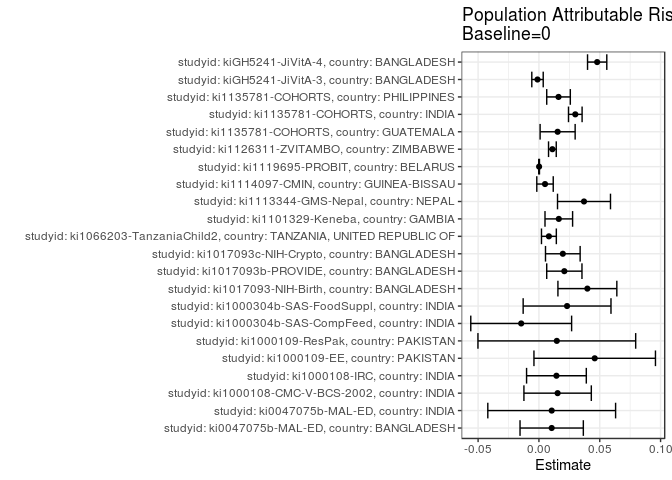 Population Attributable Ris
Baseline=0
studyid: kiGH5241-JiVitA-4, country: BANGLADESH
studyid: kiGH5241-JiVitA-3, country: BANGLADESH
studyid: ki1135781-COHORTS, country: PHILIPPINES
studyid: ki1135781-COHORTS, country: INDIA
studyid: ki1135781-COHORTS, country: GUATEMALA
studyid: ki1126311-ZVITAMBO, country: ZIMBABWE
studyid: ki1119695-PROBIT, country: BELARUS
studyid: ki1114097-CMIN, country: GUINEA-BISSAU
studyid: ki1113344-GMS-Nepal, country: NEPAL
studyid: ki1101329-Keneba, country: GAMBIA
studyid: ki1066203-TanzaniaChild2, country: TANZANIA, UNITED REPUBLIC OF
studyid: ki1017093c-NIH-Crypto, country: BANGLADESH
studyid: ki1017093b-PROVIDE, country: BANGLADESH
studyid: ki1017093-NIH-Birth, country: BANGLADESH
studyid: ki1000304b-SAS-FoodSuppl, country: INDIA
studyid: ki1000304b-SAS-CompFeed, country: INDIA
studyid: ki1000109-ResPak, country: PAKISTAN
studyid: ki1000109-EE, country: PAKISTAN
studyid: ki1000108-IRC, country: INDIA
studyid: ki1000108-CMC-V-BCS-2002, country: INDIA
studyid: ki0047075b-MAL-ED, country: INDIA
studyid: ki0047075b-MAL-ED, country: BANGLADESH
-0.05 0.00 0.05 0.10
Estimate